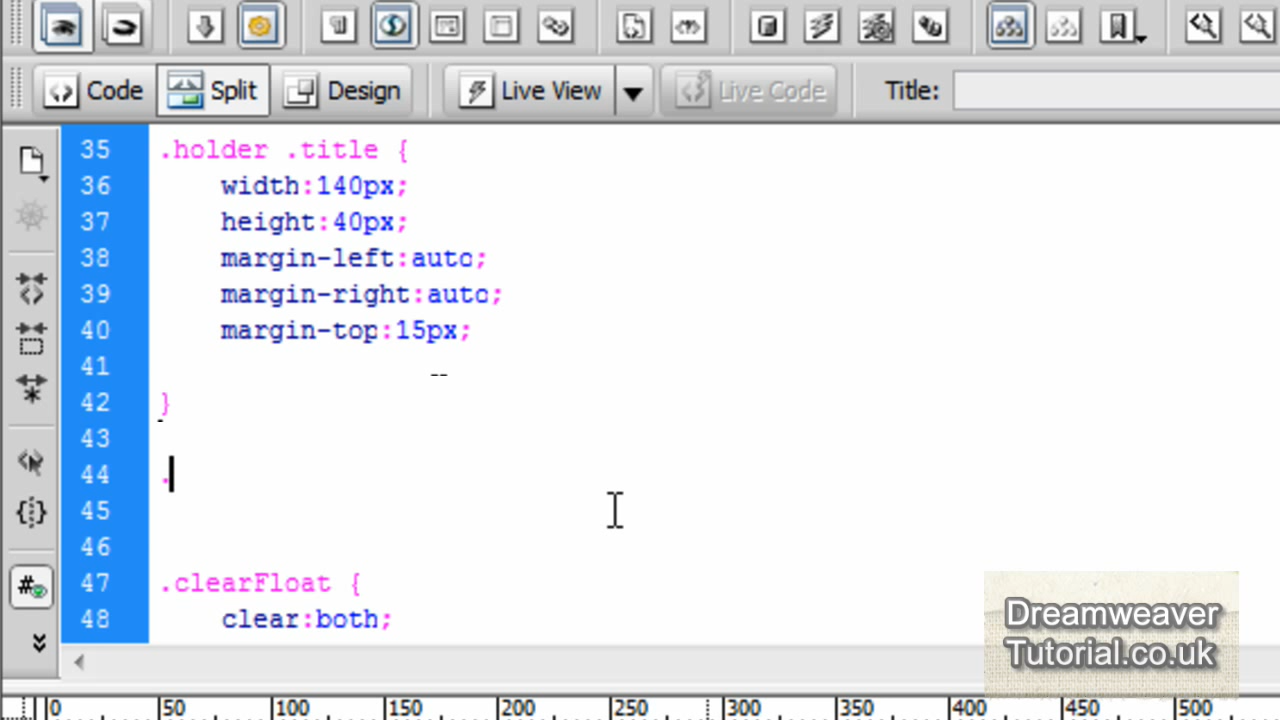 Code Split Design Live View Live Code Title:
35 .holder .title {
36 width:140px;
37 height:40px;
38 margin-left:auto;
39 margin-right:auto;
40 margin-top:15px;
41
42 }
43
44 .
45
46
47 .clearFloat {
48 clear:both;
Dreamweaver
Tutorial.co.uk
0 50 100 150 200 250 300 350 400 450 500